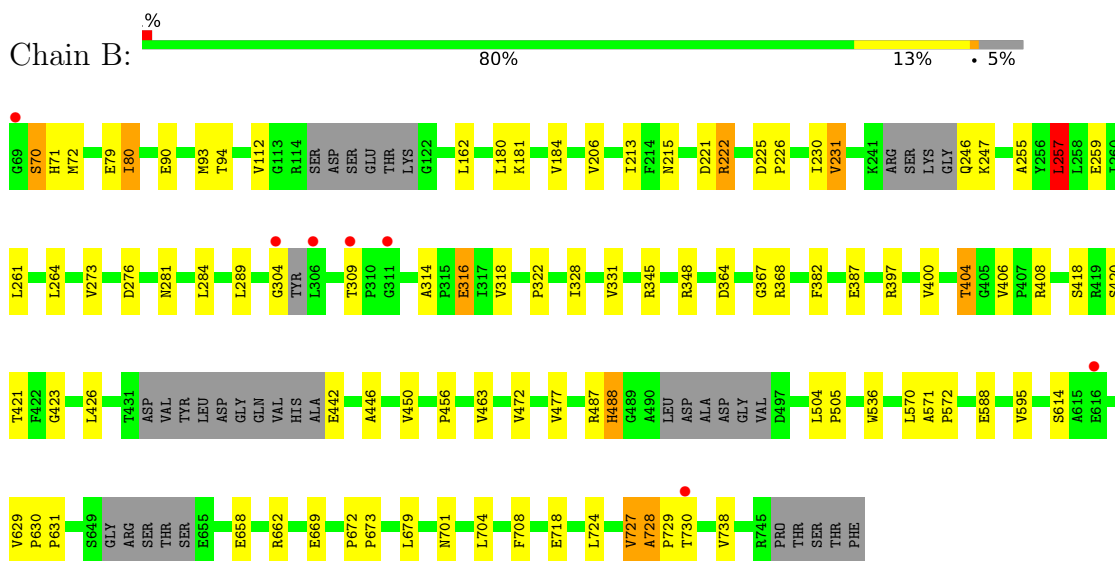 .%
Chain B:
80% 13% • 5%
G69 S70 H71 M72 E79 I80 E90 M93 T94 V112 G113 R114 SER ASP SER GLU THR LYS G122 L162 L180 K181 V184 V206 I213 F214 N215 D221 R222 D225 P226 I230 V231 K241 ARG SER LYS GLY Q246 K247 A255 Y256 L257 L258 E259 I260
L261 L264 V273 D276 N281 L284 L289 G304 TYR L306 T309 P310 G311 A314 P315 E316 I317 V318 P322 I328 V331 R345 R348 D364 G367 R368 F382 E387 R397 V400 T404 G405 V406 P407 R408 S418 R419 S420
T421 F422 G423 L426 T431 ASP VAL TYR LEU ASP GLY GLN VAL HIS ALA E442 A446 V450 P456 V463 V472 V477 R487 H488 G489 A490 LEU ASP ALA ASP GLY VAL D497 L504 P505 W536 L570 A571 P572 E588 V595 S614 A615 E616
V629 P630 P631 S649 GLY ARG SER THR SER E655 E658 R662 E669 P672 P673 L679 N701 L704 F708 E718 L724 V727 A728 P729 T730 V738 R745 PRO THR SER THR PHE